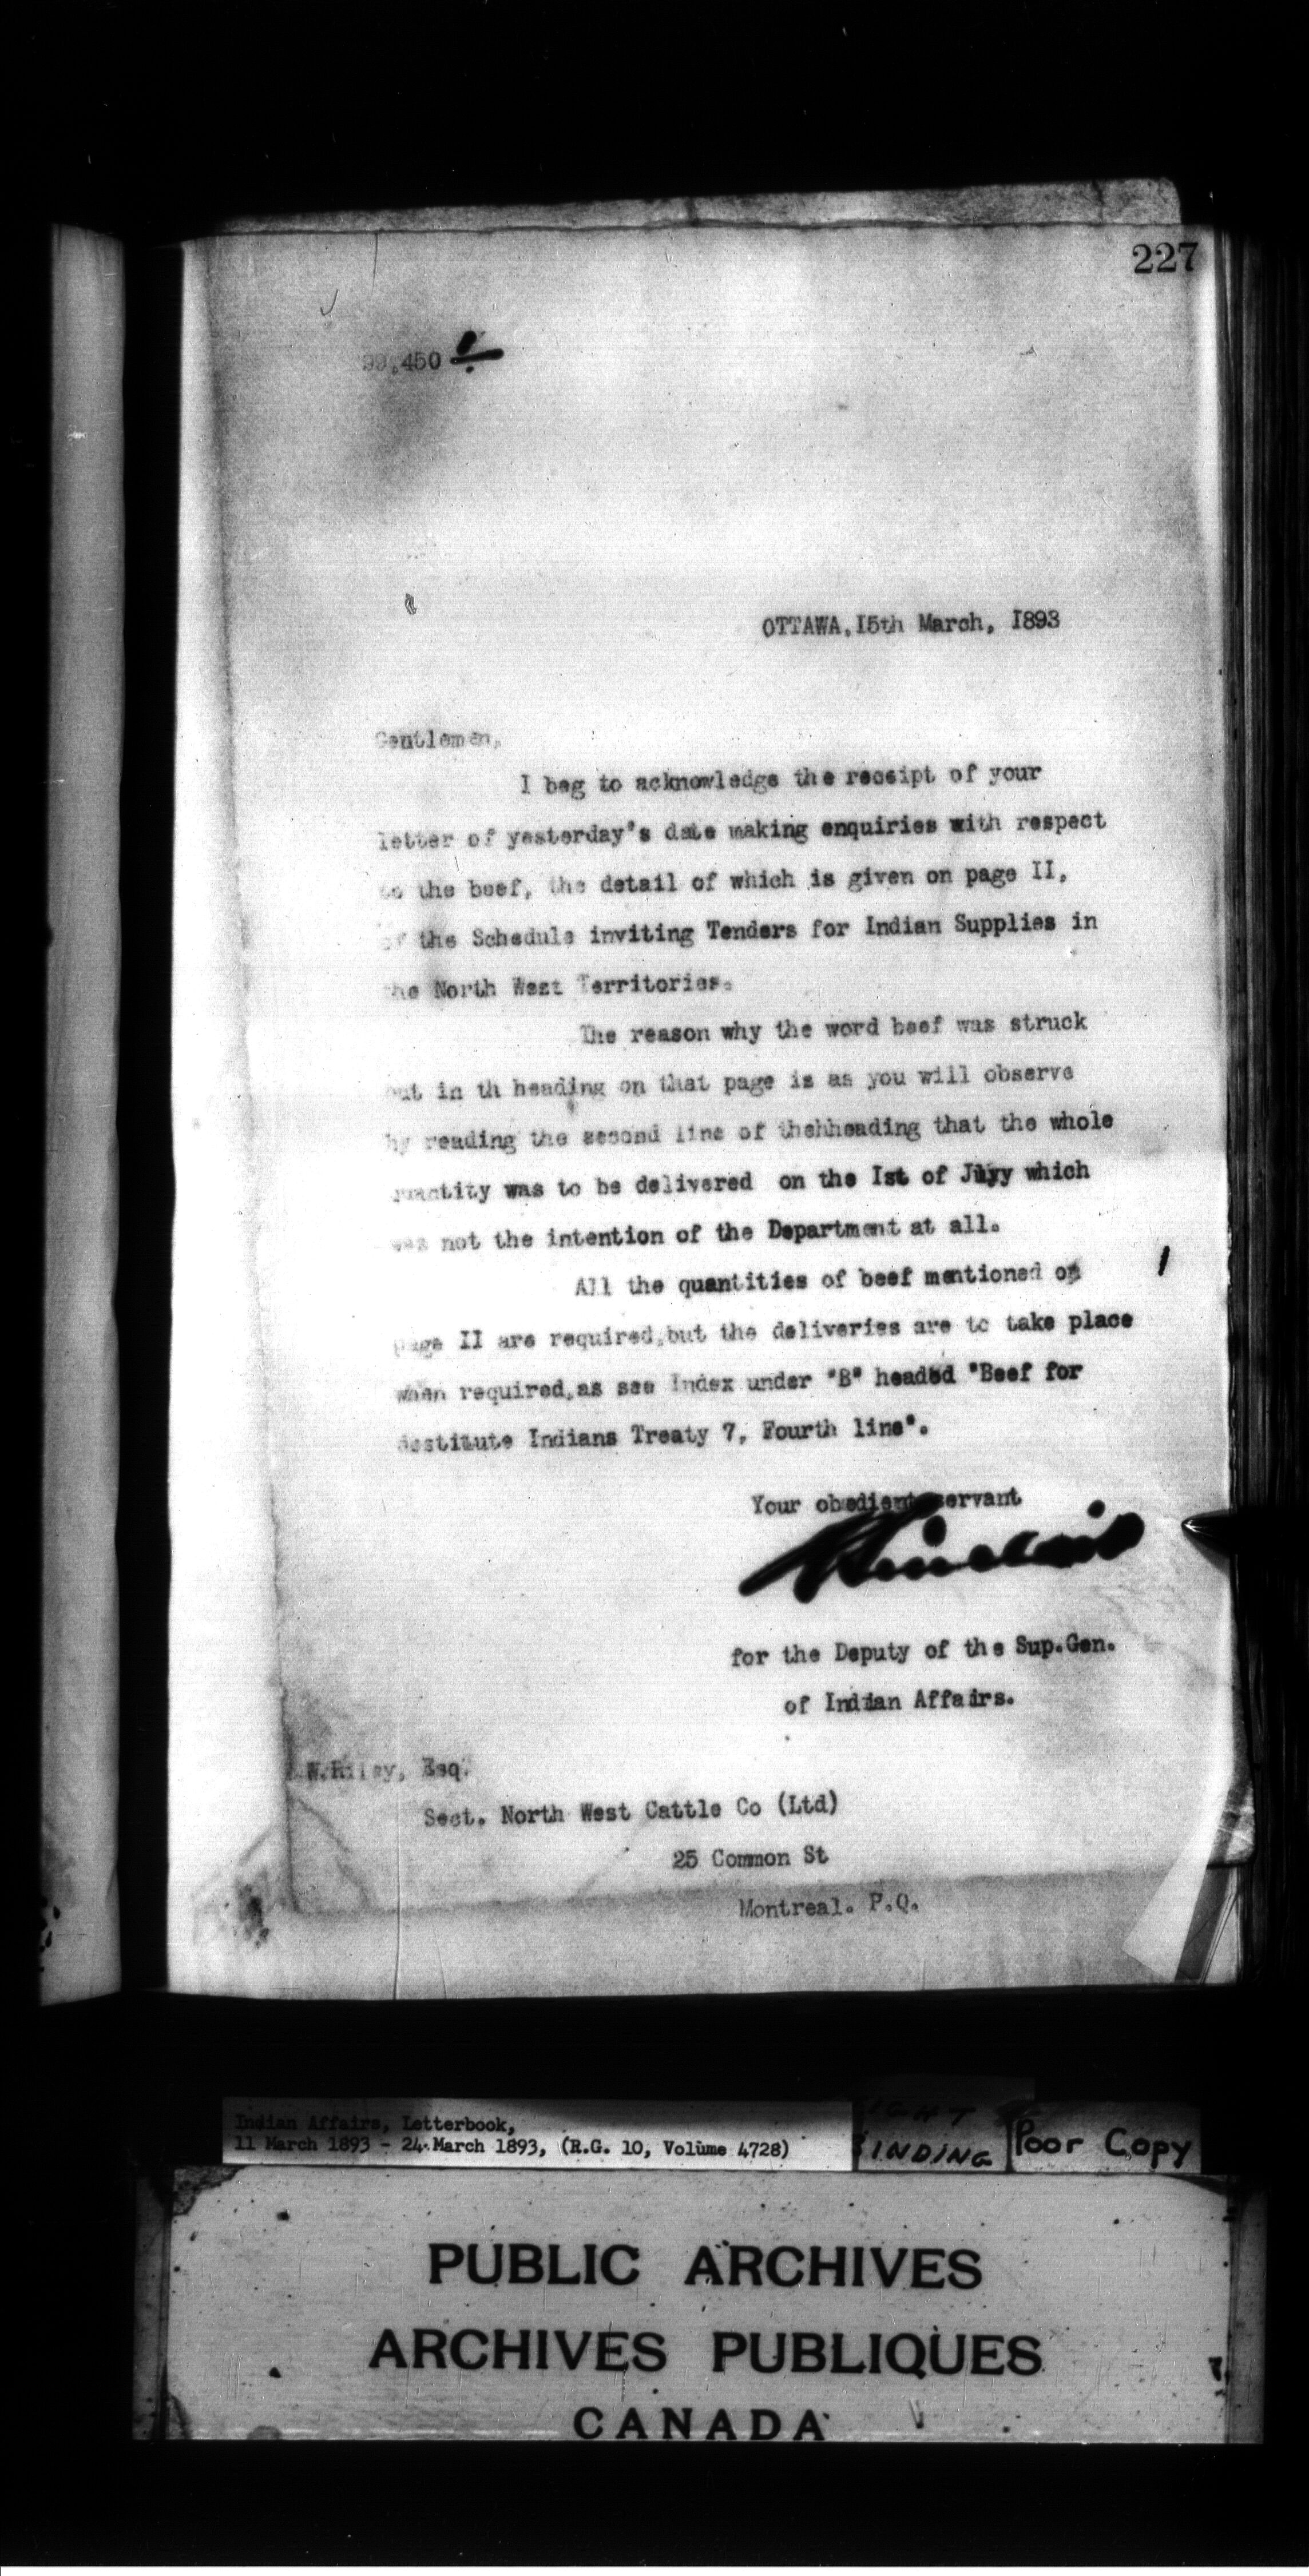 227
99,450
OTTAWA, I5th March, I893
Gentlemen,
I beg to acknowledge the receipt of your
letter of yesterday's date making enquiries with respect
to the beef, the detail of which is given on page II,
of the Schedule inviting Tenders for Indian Supplies in
the North West Territories.
The reason why the word beef was struck
out in th heading on that page is as you will observe
by reading the second line of thehheading that the whole
quantity was to be delivered on the Ist of Julyy which
was not the intention of the Department at all.
All the quantities of beef mentioned on
page II are required,but the deliveries are to take place
when required,as see Index under "B" headed "Beef for
destitute Indians Treaty 7, Fourth line".
Your obedient servant
Sinclair
for the Deputy of the Sup.Gen.
of Indian Affairs.
W.Riley, Esq.
Sect. North West Cattle Co (Ltd)
25 Common St
Montreal. P.Q.
Indian Affairs, Letterbook,
11 March 1893 - 24 March 1893, (R.G. 10, Volume 4728)
BINDING
Poor Copy
PUBLIC ARCHIVES
ARCHIVES PUBLIQUES
CANADA